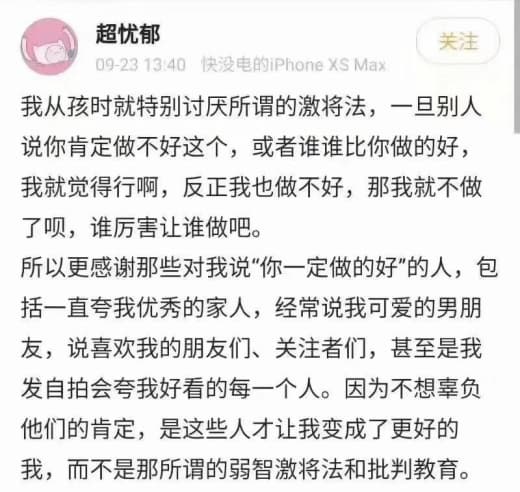 超忧郁
关注
09-23 13:40 快没电的iPhone XS Max
我从孩时就特别讨厌所谓的激将法，一旦别人
说你肯定做不好这个，或者谁谁比你做的好，
我就觉得行啊，反正我也做不好，那我就不做
了呗，谁厉害让谁做吧。
所以更感谢那些对我说“你一定做的好”的人，包
括一直夸我优秀的家人，经常说我可爱的男朋
友，说喜欢我的朋友们、关注者们，甚至是我
发自拍会夸我好看的每一个人。因为不想辜负
他们的肯定，是这些人才让我变成了更好的
我，而不是那所谓的弱智激将法和批判教育。